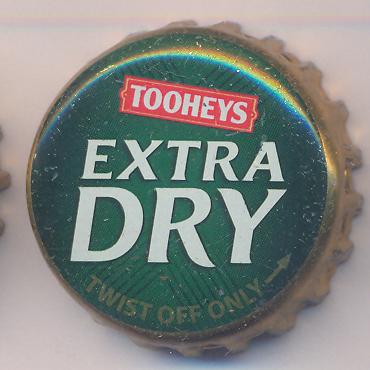 TOOHEYS
EXTRA
DRY
TWIST OFF ONLY